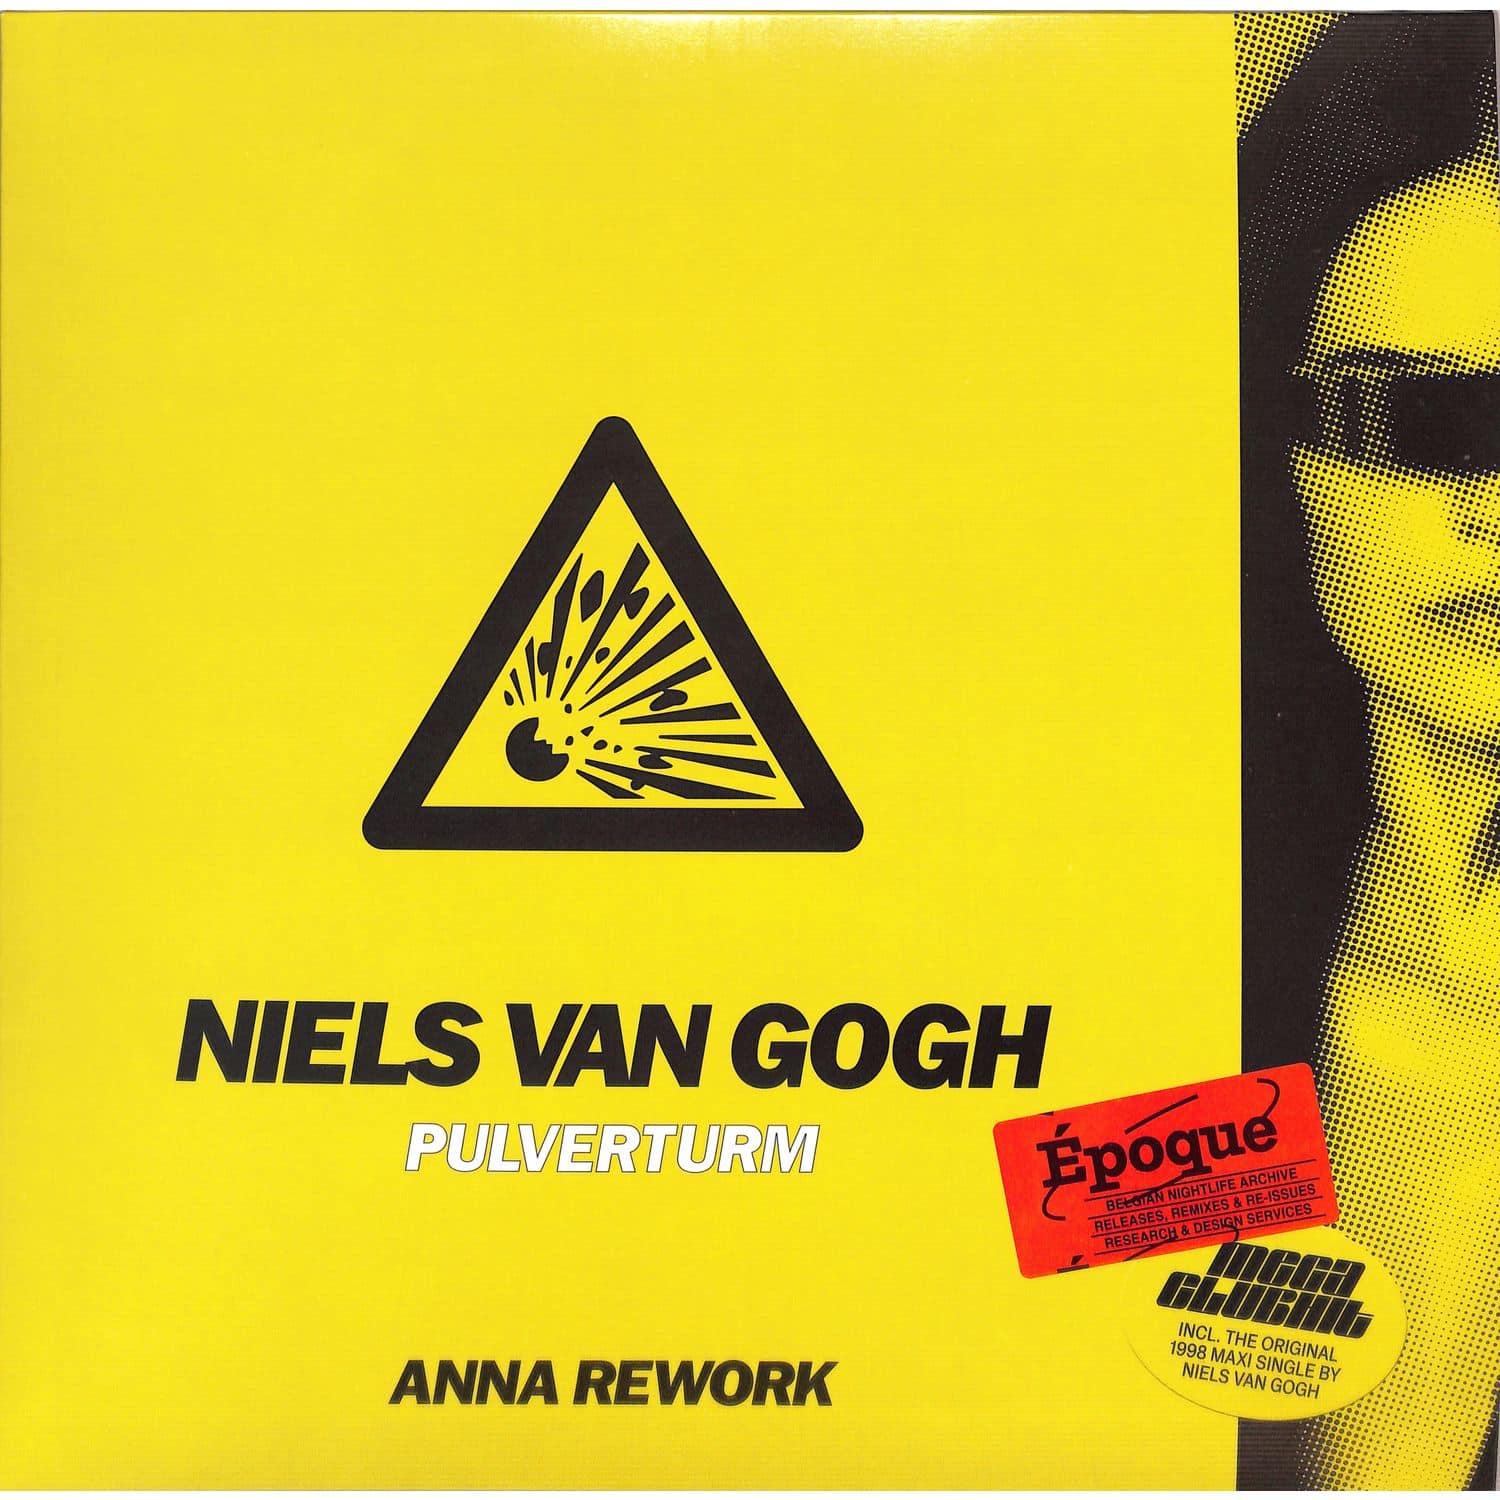 NIELS VAN GOGH
PULVERTURM
Époque
BELGIAN NIGHTLIFE ARCHIVE
RELEASES, REMIXES & RE-ISSUES
RESEARCH & DESIGN SERVICES
É
MEGA
GLOBAL
INCL. THE ORIGINAL
1998 MAXI SINGLE BY
NIELS VAN GOGH
ANNA REWORK